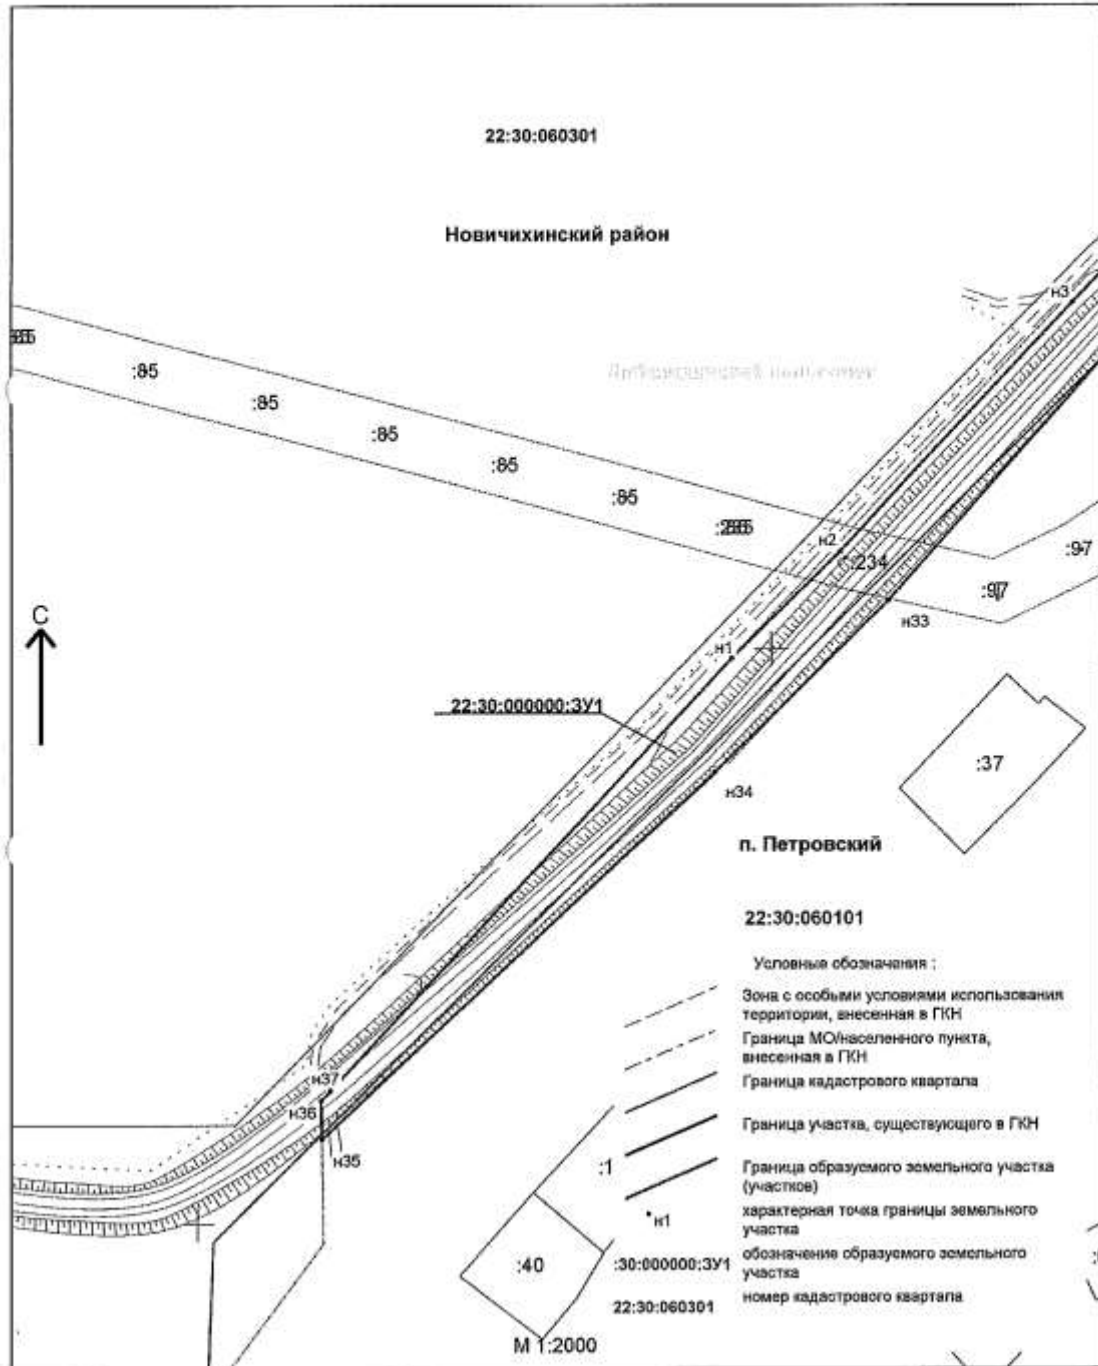 22:30:060301
Новичихинский район
н3
:85
:85
:85
:85
:85
н2
:234
:97
н33
С
н1
22:30:000000:ЗУ1
:37
н34
п. Петровский
22:30:060101
Условные обозначения :
Зона с особыми условиями использования
территории, внесенная в ГКН
Граница МО/населенного пункта,
внесенная в ГКН
Граница кадастрового квартала
н37
н36
Граница участка, существующего в ГКН
н35
:1
Граница образуемого земельного участка
(участков)
н1
характерная точка границы земельного
участка
:40
:30:000000:ЗУ1
обозначение образуемого земельного
участка
22:30:060301
номер кадастрового квартала
М 1:2000